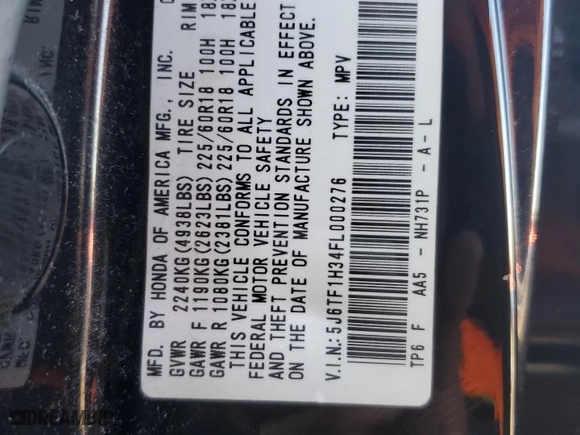 MFD. BY HONDA OF AMERICA MFG., INC.
GVWR 2240KG(4938LBS) TIRE SIZE RIM
GAWR F 1190KG(2623LBS) 225/60R18 100H 18
GAWR R 1080KG(2381LBS) 225/60R18 100H 18
THIS VEHICLE CONFORMS TO ALL APPLICABLE
FEDERAL MOTOR VEHICLE SAFETY
AND THEFT PREVENTION STANDARDS IN EFFECT
ON THE DATE OF MANUFACTURE SHOWN ABOVE.
V.I.N.:5J6TF1H34FL000276 TYPE: MPV
TP6 F AA5 - NH731P - A - L